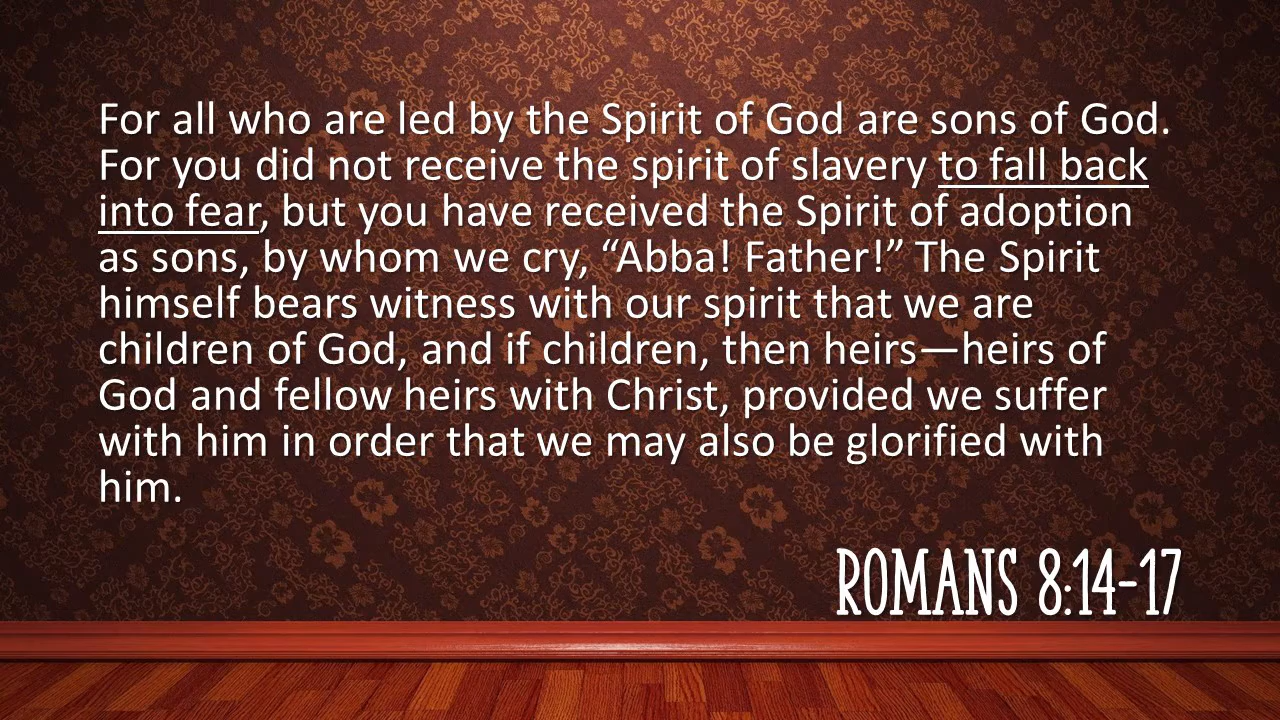 For all who are led by the Spirit of God are sons of God.
For you did not receive the spirit of slavery to fall back
into fear, but you have received the Spirit of adoption
as sons, by whom we cry, “Abba! Father!” The Spirit
himself bears witness with our spirit that we are
children of God, and if children, then heirs—heirs of
God and fellow heirs with Christ, provided we suffer
with him in order that we may also be glorified with
him.
ROMANS 8:14-17